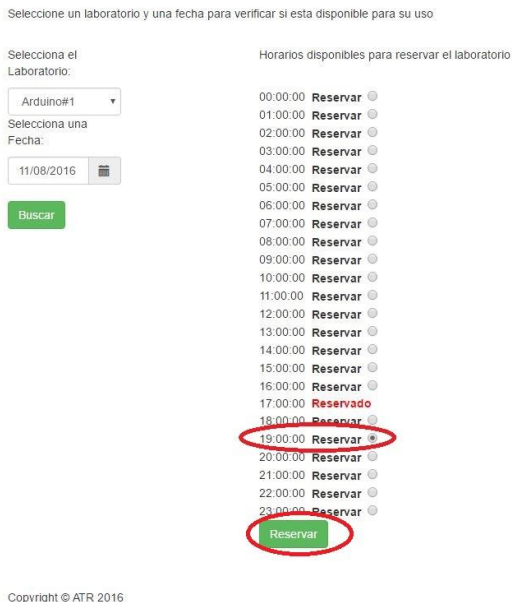 Seleccione un laboratorio y una fecha para verificar si esta disponible para su uso
Selecciona el
Laboratorio:
Arduino#1
Selecciona una
Fecha:
11/08/2016
Buscar
Horarios disponibles para reservar el laboratorio
00:00:00 Reservar
01:00:00 Reservar
02:00:00 Reservar
03:00:00 Reservar
04:00:00 Reservar
05:00:00 Reservar
06:00:00 Reservar
07:00:00 Reservar
08:00:00 Reservar
09:00:00 Reservar
10:00:00 Reservar
11:00:00 Reservar
12:00:00 Reservar
13:00:00 Reservar
14:00:00 Reservar
15:00:00 Reservar
16:00:00 Reservar
17:00:00 Reservado
18:00:00 Reservar
19:00:00 Reservar
20:00:00 Reservar
21:00:00 Reservar
22:00:00 Reservar
23:00:00 Reservar
Reservar
Copyright © ATR 2016